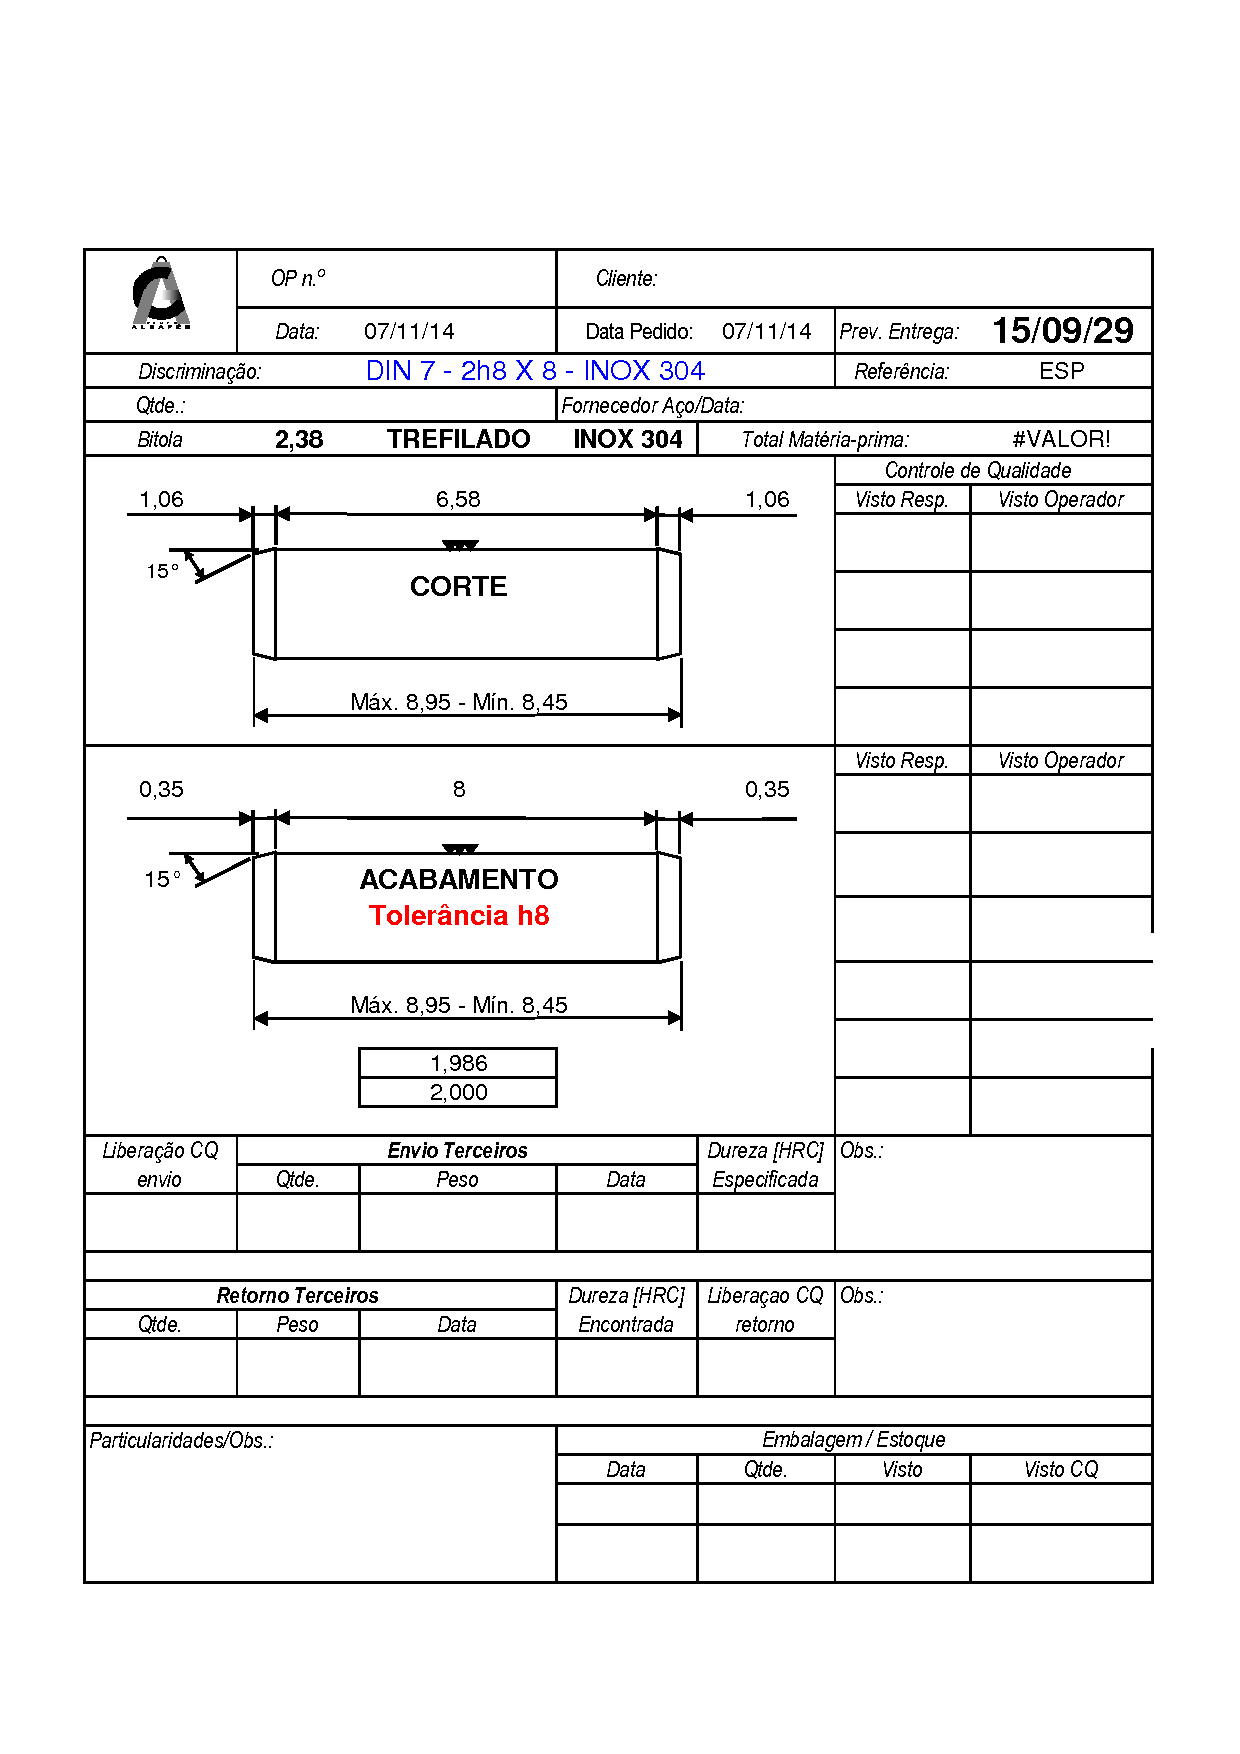 OP n.º Cliente:
Data: 07/11/14 Data Pedido: 07/11/14 Prev. Entrega: 15/09/29
Discriminação: DIN 7 - 2h8 X 8 - INOX 304 Referência: ESP
Qtde.: Fornecedor Aço/Data:
Bitola 2,38 TREFILADO INOX 304 Total Matéria-prima: #VALOR!
Controle de Qualidade
1,06 6,58 1,06 Visto Resp. Visto Operador
15°
CORTE
Máx. 8,95 - Mín. 8,45
Visto Resp. Visto Operador
0,35 8 0,35
15° ACABAMENTO
Tolerância h8
Máx. 8,95 - Mín. 8,45
1,986
2,000
Liberação CQ Envio Terceiros Dureza [HRC] Obs.:
envio Qtde. Peso Data Especificada
Retorno Terceiros Dureza [HRC] Liberaçao CQ Obs.:
Qtde. Peso Data Encontrada retorno
Particularidades/Obs.: Embalagem / Estoque
Data Qtde. Visto Visto CQ